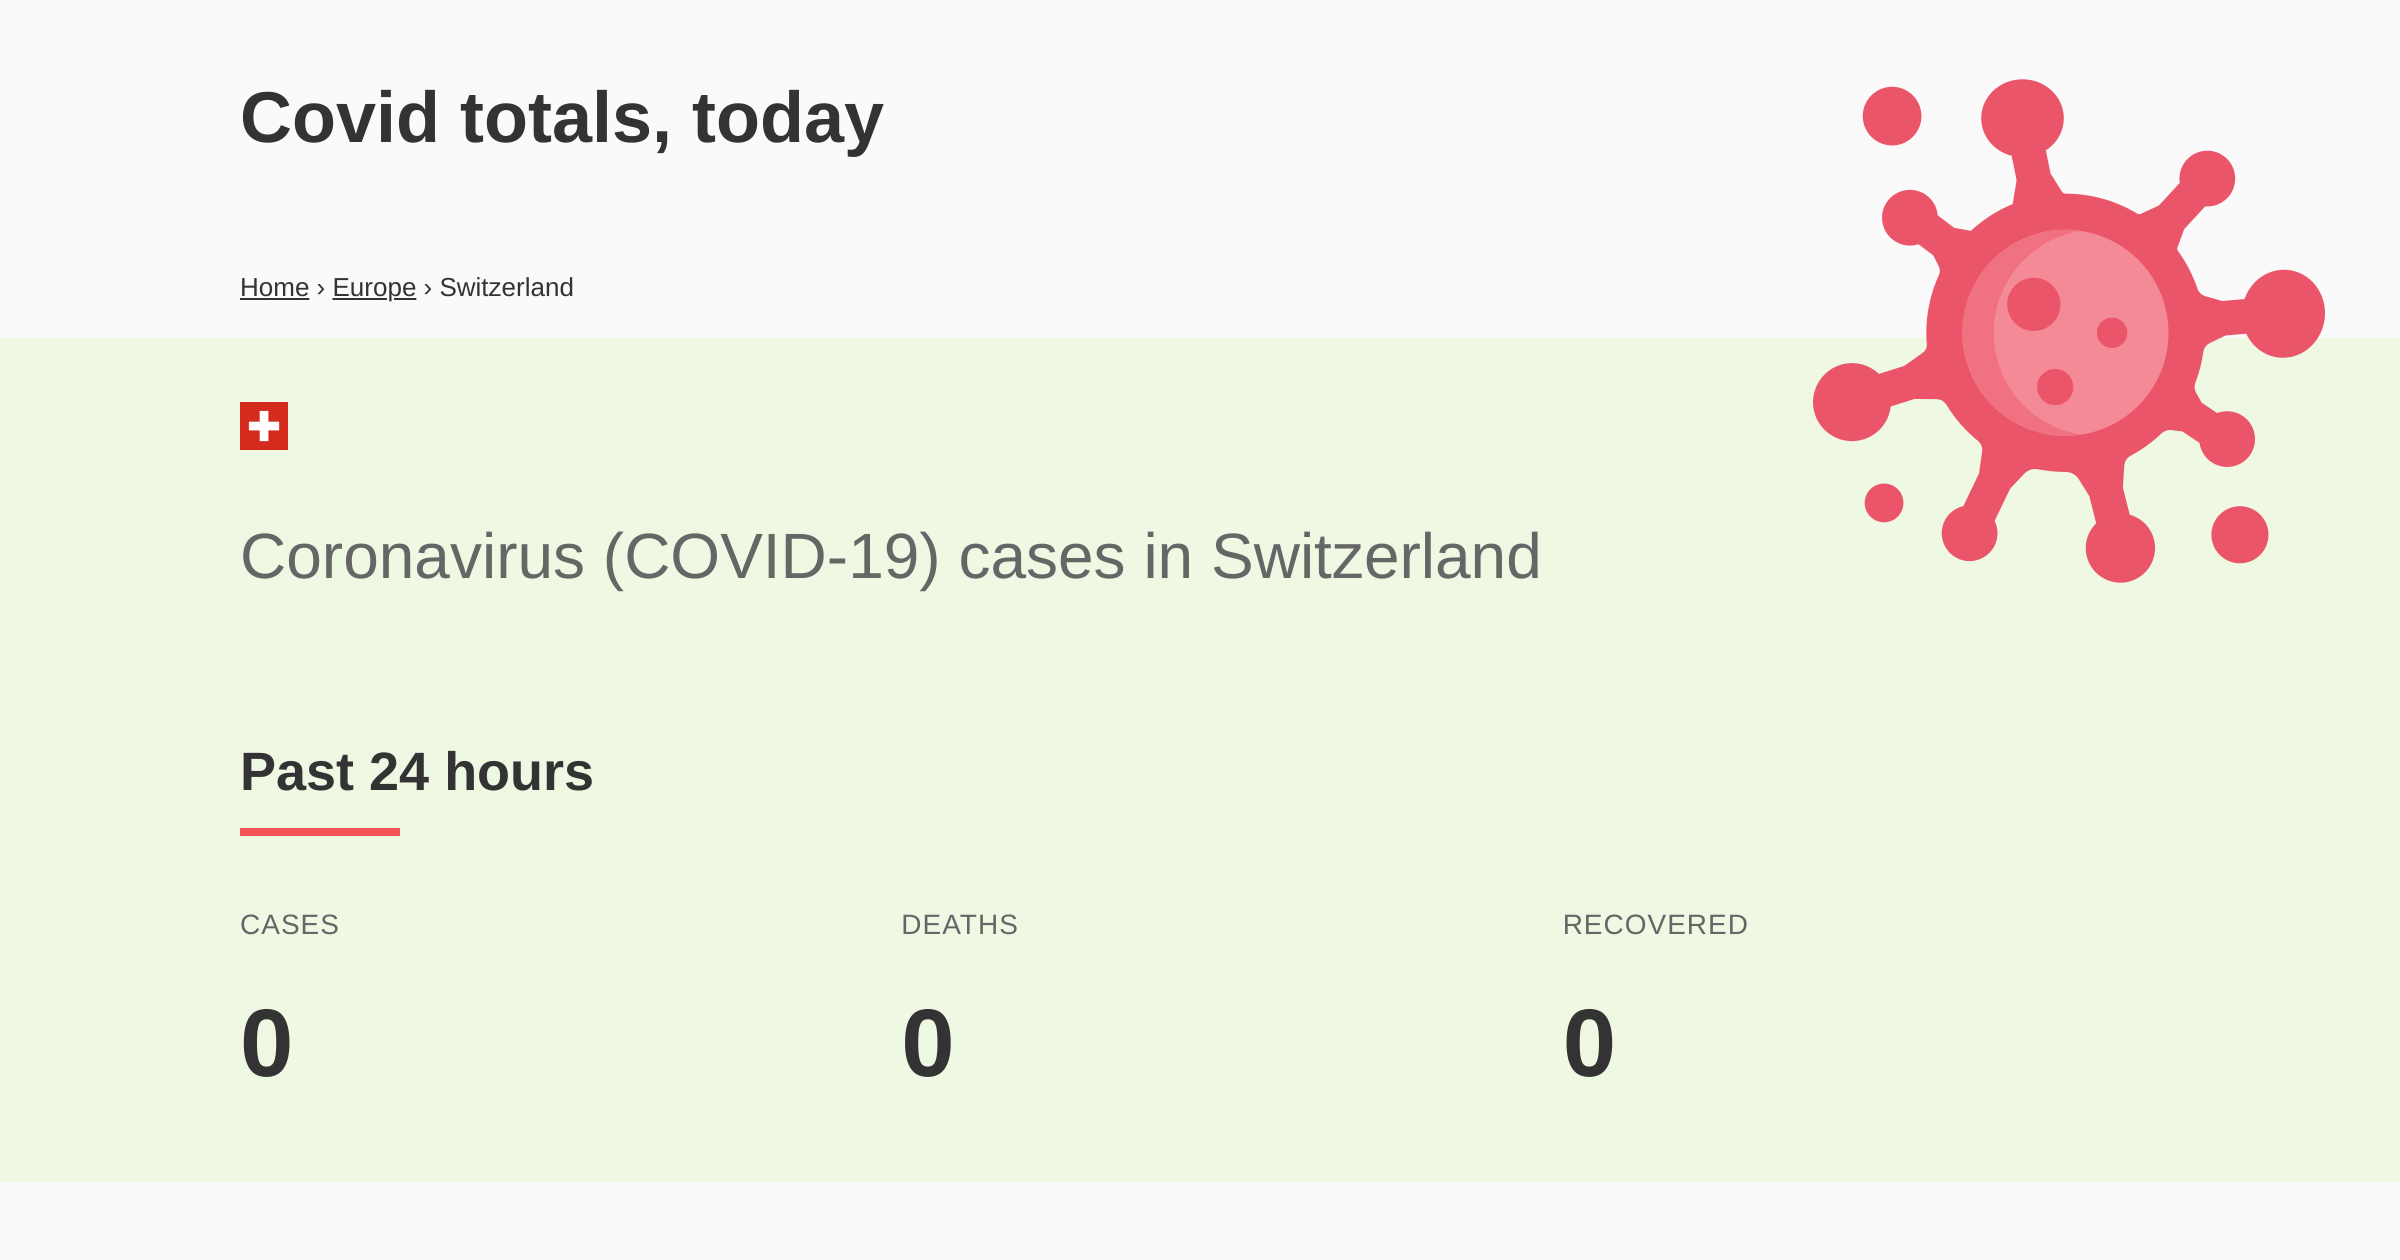 Covid totals, today
Home › Europe › Switzerland
Coronavirus (COVID-19) cases in Switzerland
Past 24 hours
CASES DEATHS RECOVERED
0 0 0